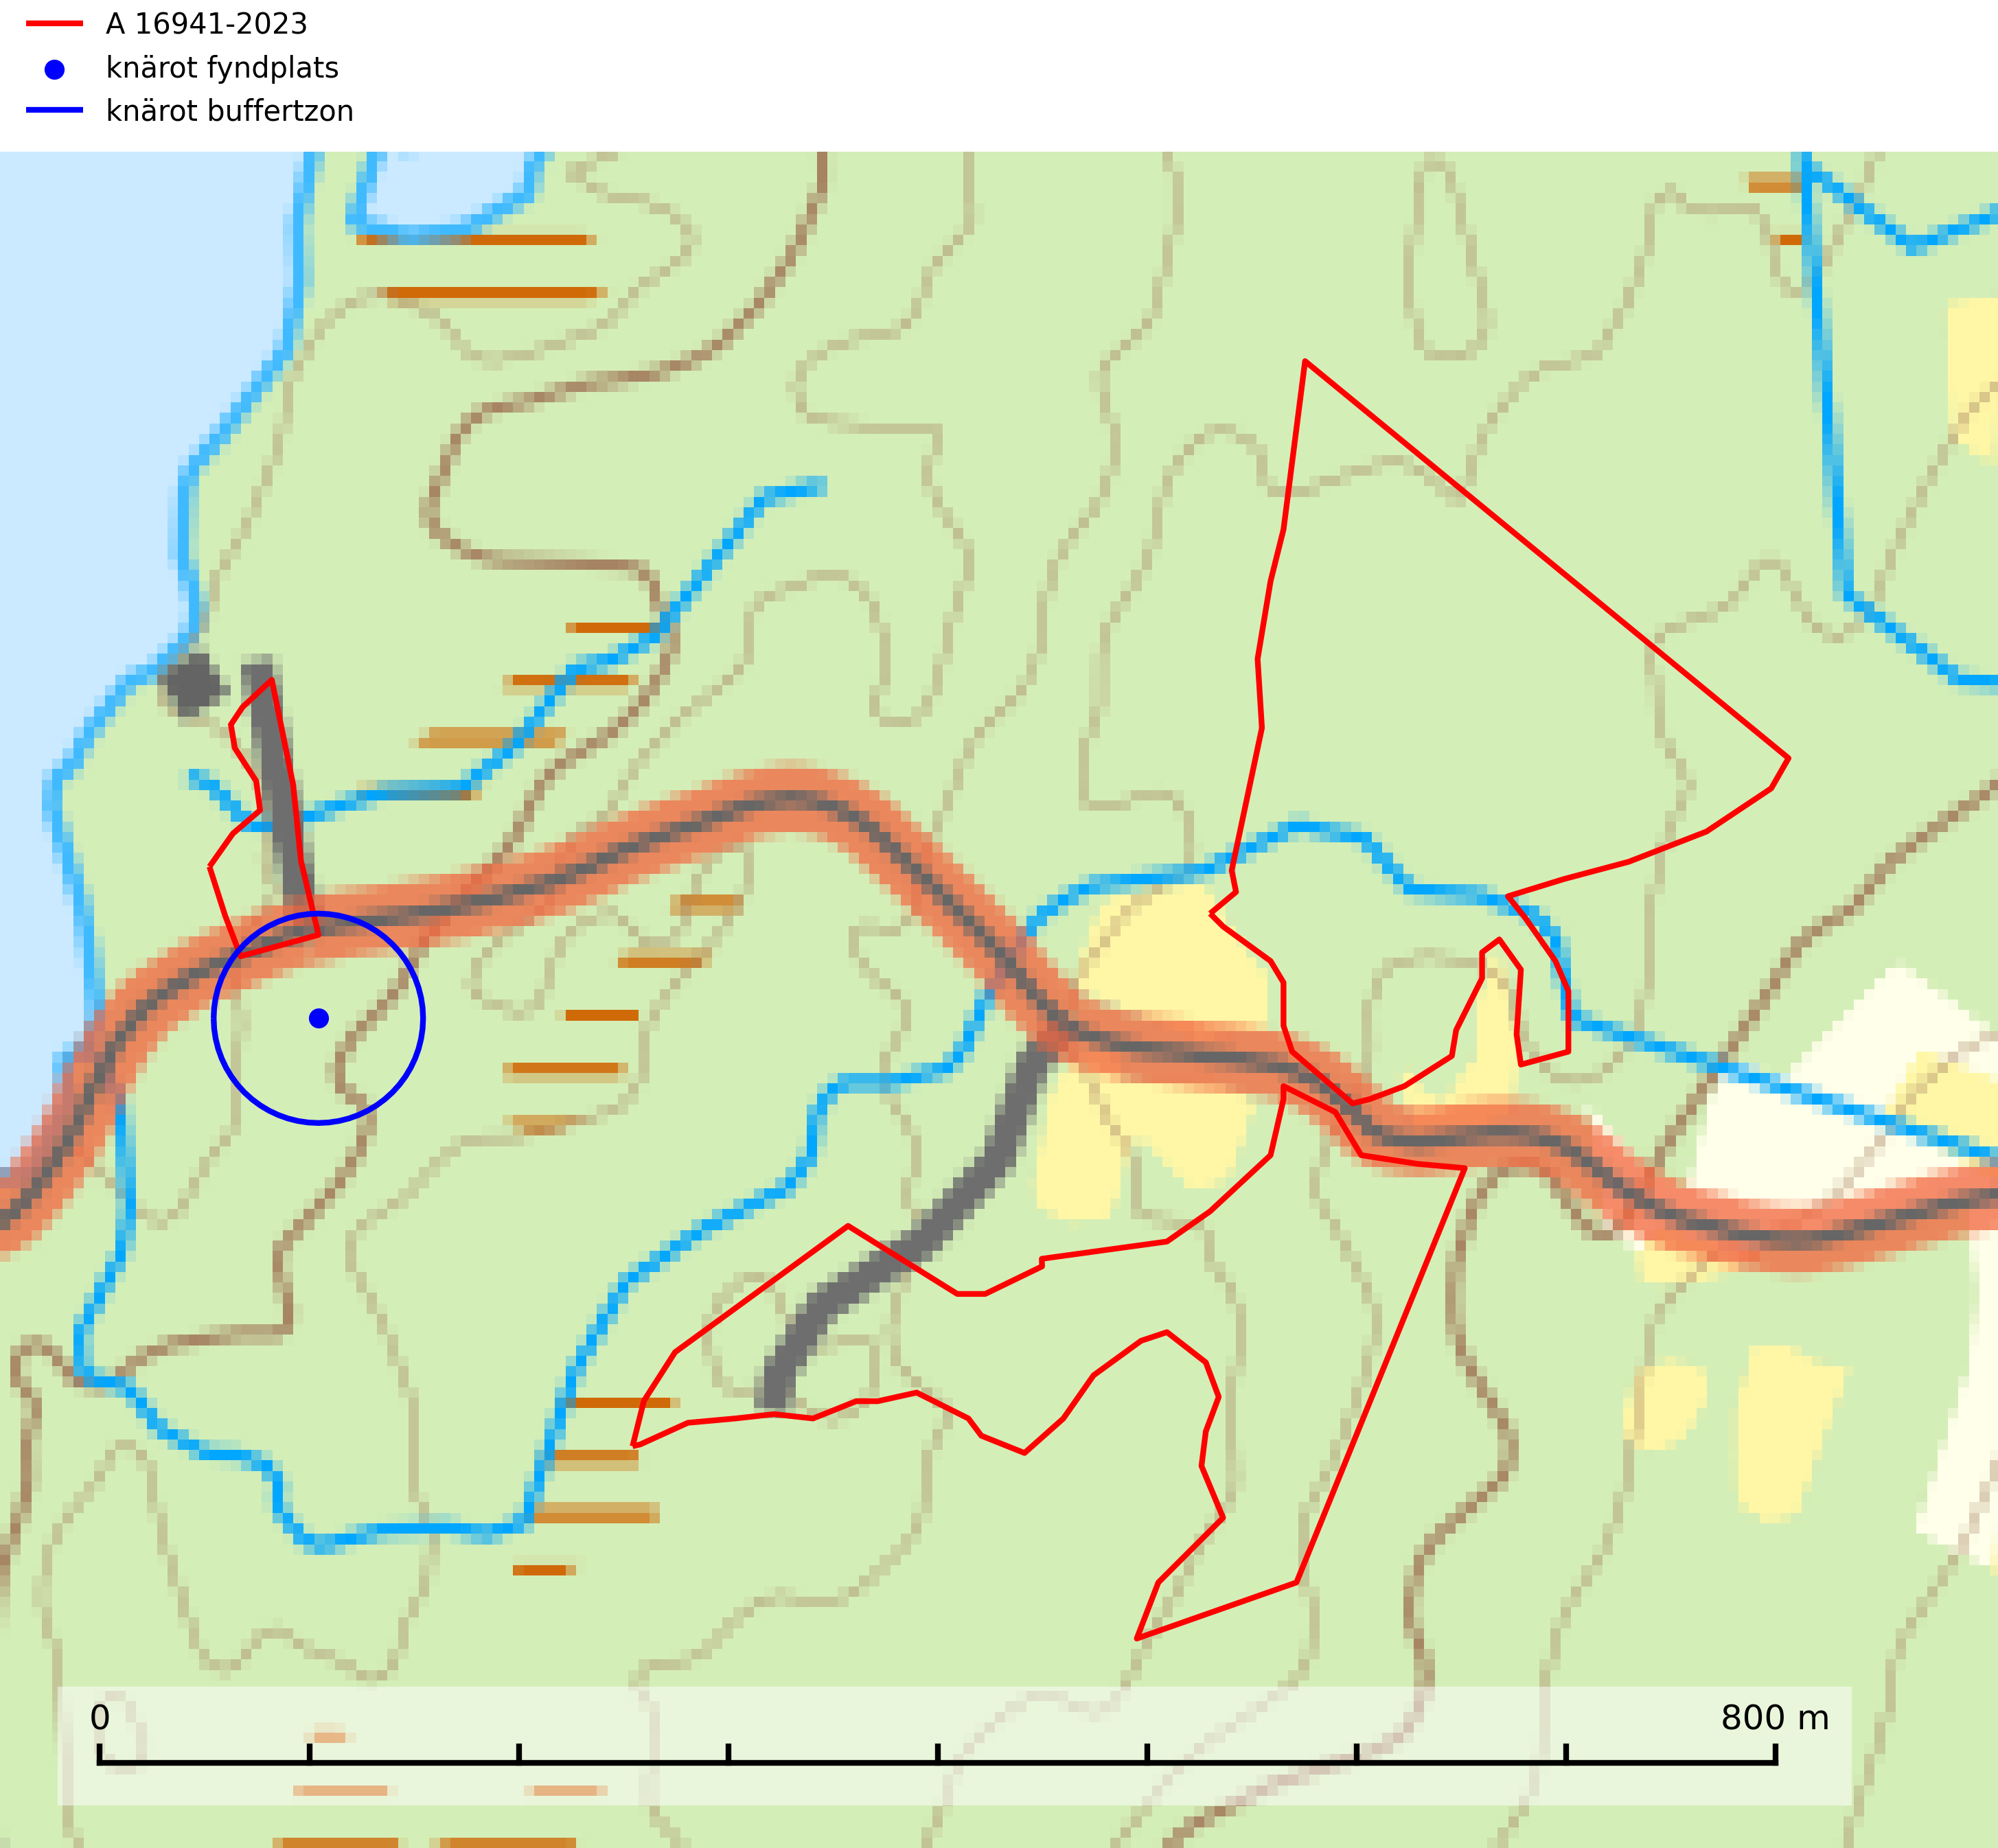 A 16941-2023
knärot fyndplats
knärot buffertzon
0 800 m